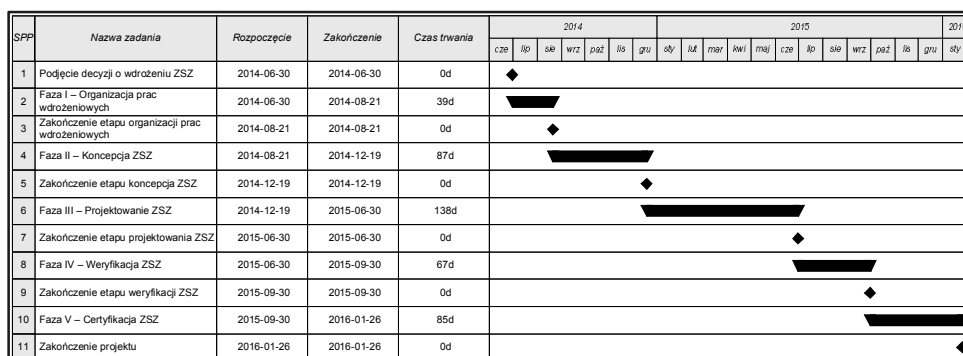 SPP Nazwa zadania Rozpoczęcie Zakończenie Czas trwania 2014 2015
cze lip sie wrz paź lis gru sty lut mar kwi maj cze lip sie wrz paź lis gru sty
1 Podjęcie decyzji o wdrożeniu ZSZ 2014-06-30 2014-06-30 0d
2 Faza I – Organizacja prac
wdrożeniowych 2014-06-30 2014-08-21 39d
3 Zakończenie etapu organizacji prac
wdrożeniowych 2014-08-21 2014-08-21 0d
4 Faza II – Koncepcja ZSZ 2014-08-21 2014-12-19 87d
5 Zakończenie etapu koncepcja ZSZ 2014-12-19 2014-12-19 0d
6 Faza III – Projektowanie ZSZ 2014-12-19 2015-06-30 138d
7 Zakończenie etapu projektowania ZSZ 2015-06-30 2015-06-30 0d
8 Faza IV – Weryfikacja ZSZ 2015-06-30 2015-09-30 67d
9 Zakończenie etapu weryfikacji ZSZ 2015-09-30 2015-09-30 0d
10 Faza V – Certyfikacja ZSZ 2015-09-30 2016-01-26 85d
11 Zakończenie projektu 2016-01-26 2016-01-26 0d